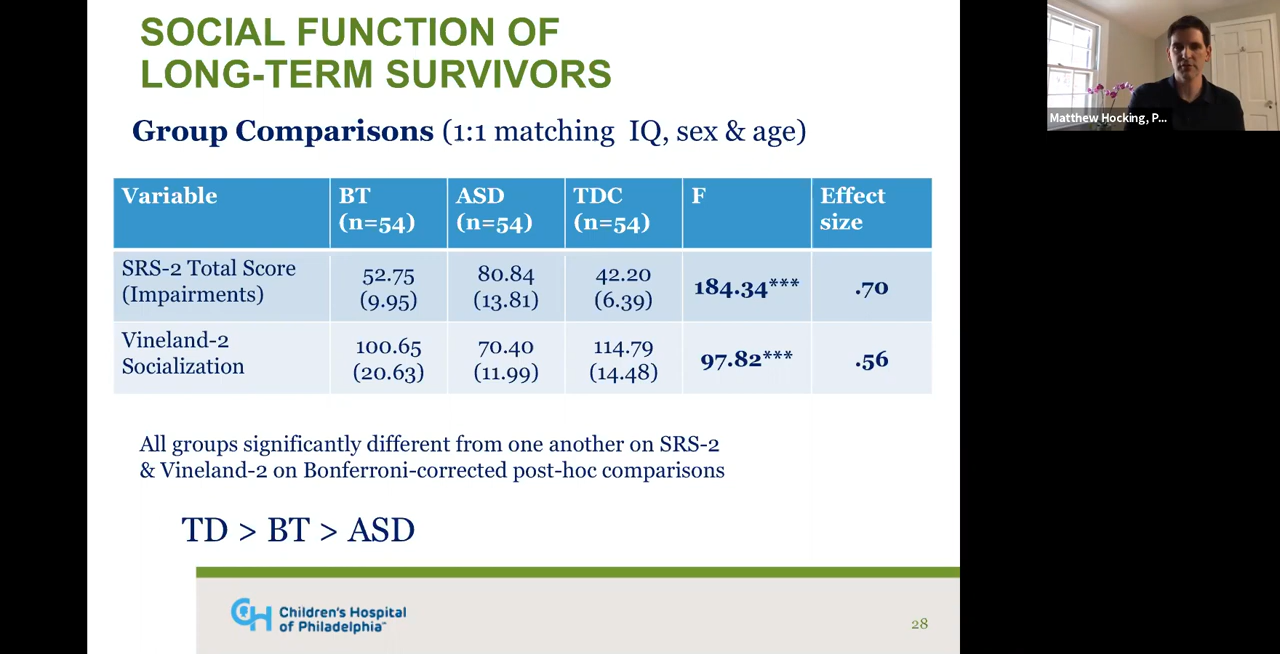 SOCIAL FUNCTION OF
LONG-TERM SURVIVORS
Group Comparisons (1:1 matching IQ, sex & age)
Variable BT ASD TDC F Effect
(n=54) (n=54) (n=54) size
SRS-2 Total Score 52.75 80.84 42.20 184.34*** .70
(Impairments) (9.95) (13.81) (6.39)
Vineland-2 100.65 70.40 114.79 97.82*** .56
Socialization (20.63) (11.99) (14.48)
All groups significantly different from one another on SRS-2
& Vineland-2 on Bonferroni-corrected post-hoc comparisons
TD > BT > ASD
CH Children's Hospital
of Philadelphia™
28
Matthew Hocking, P...